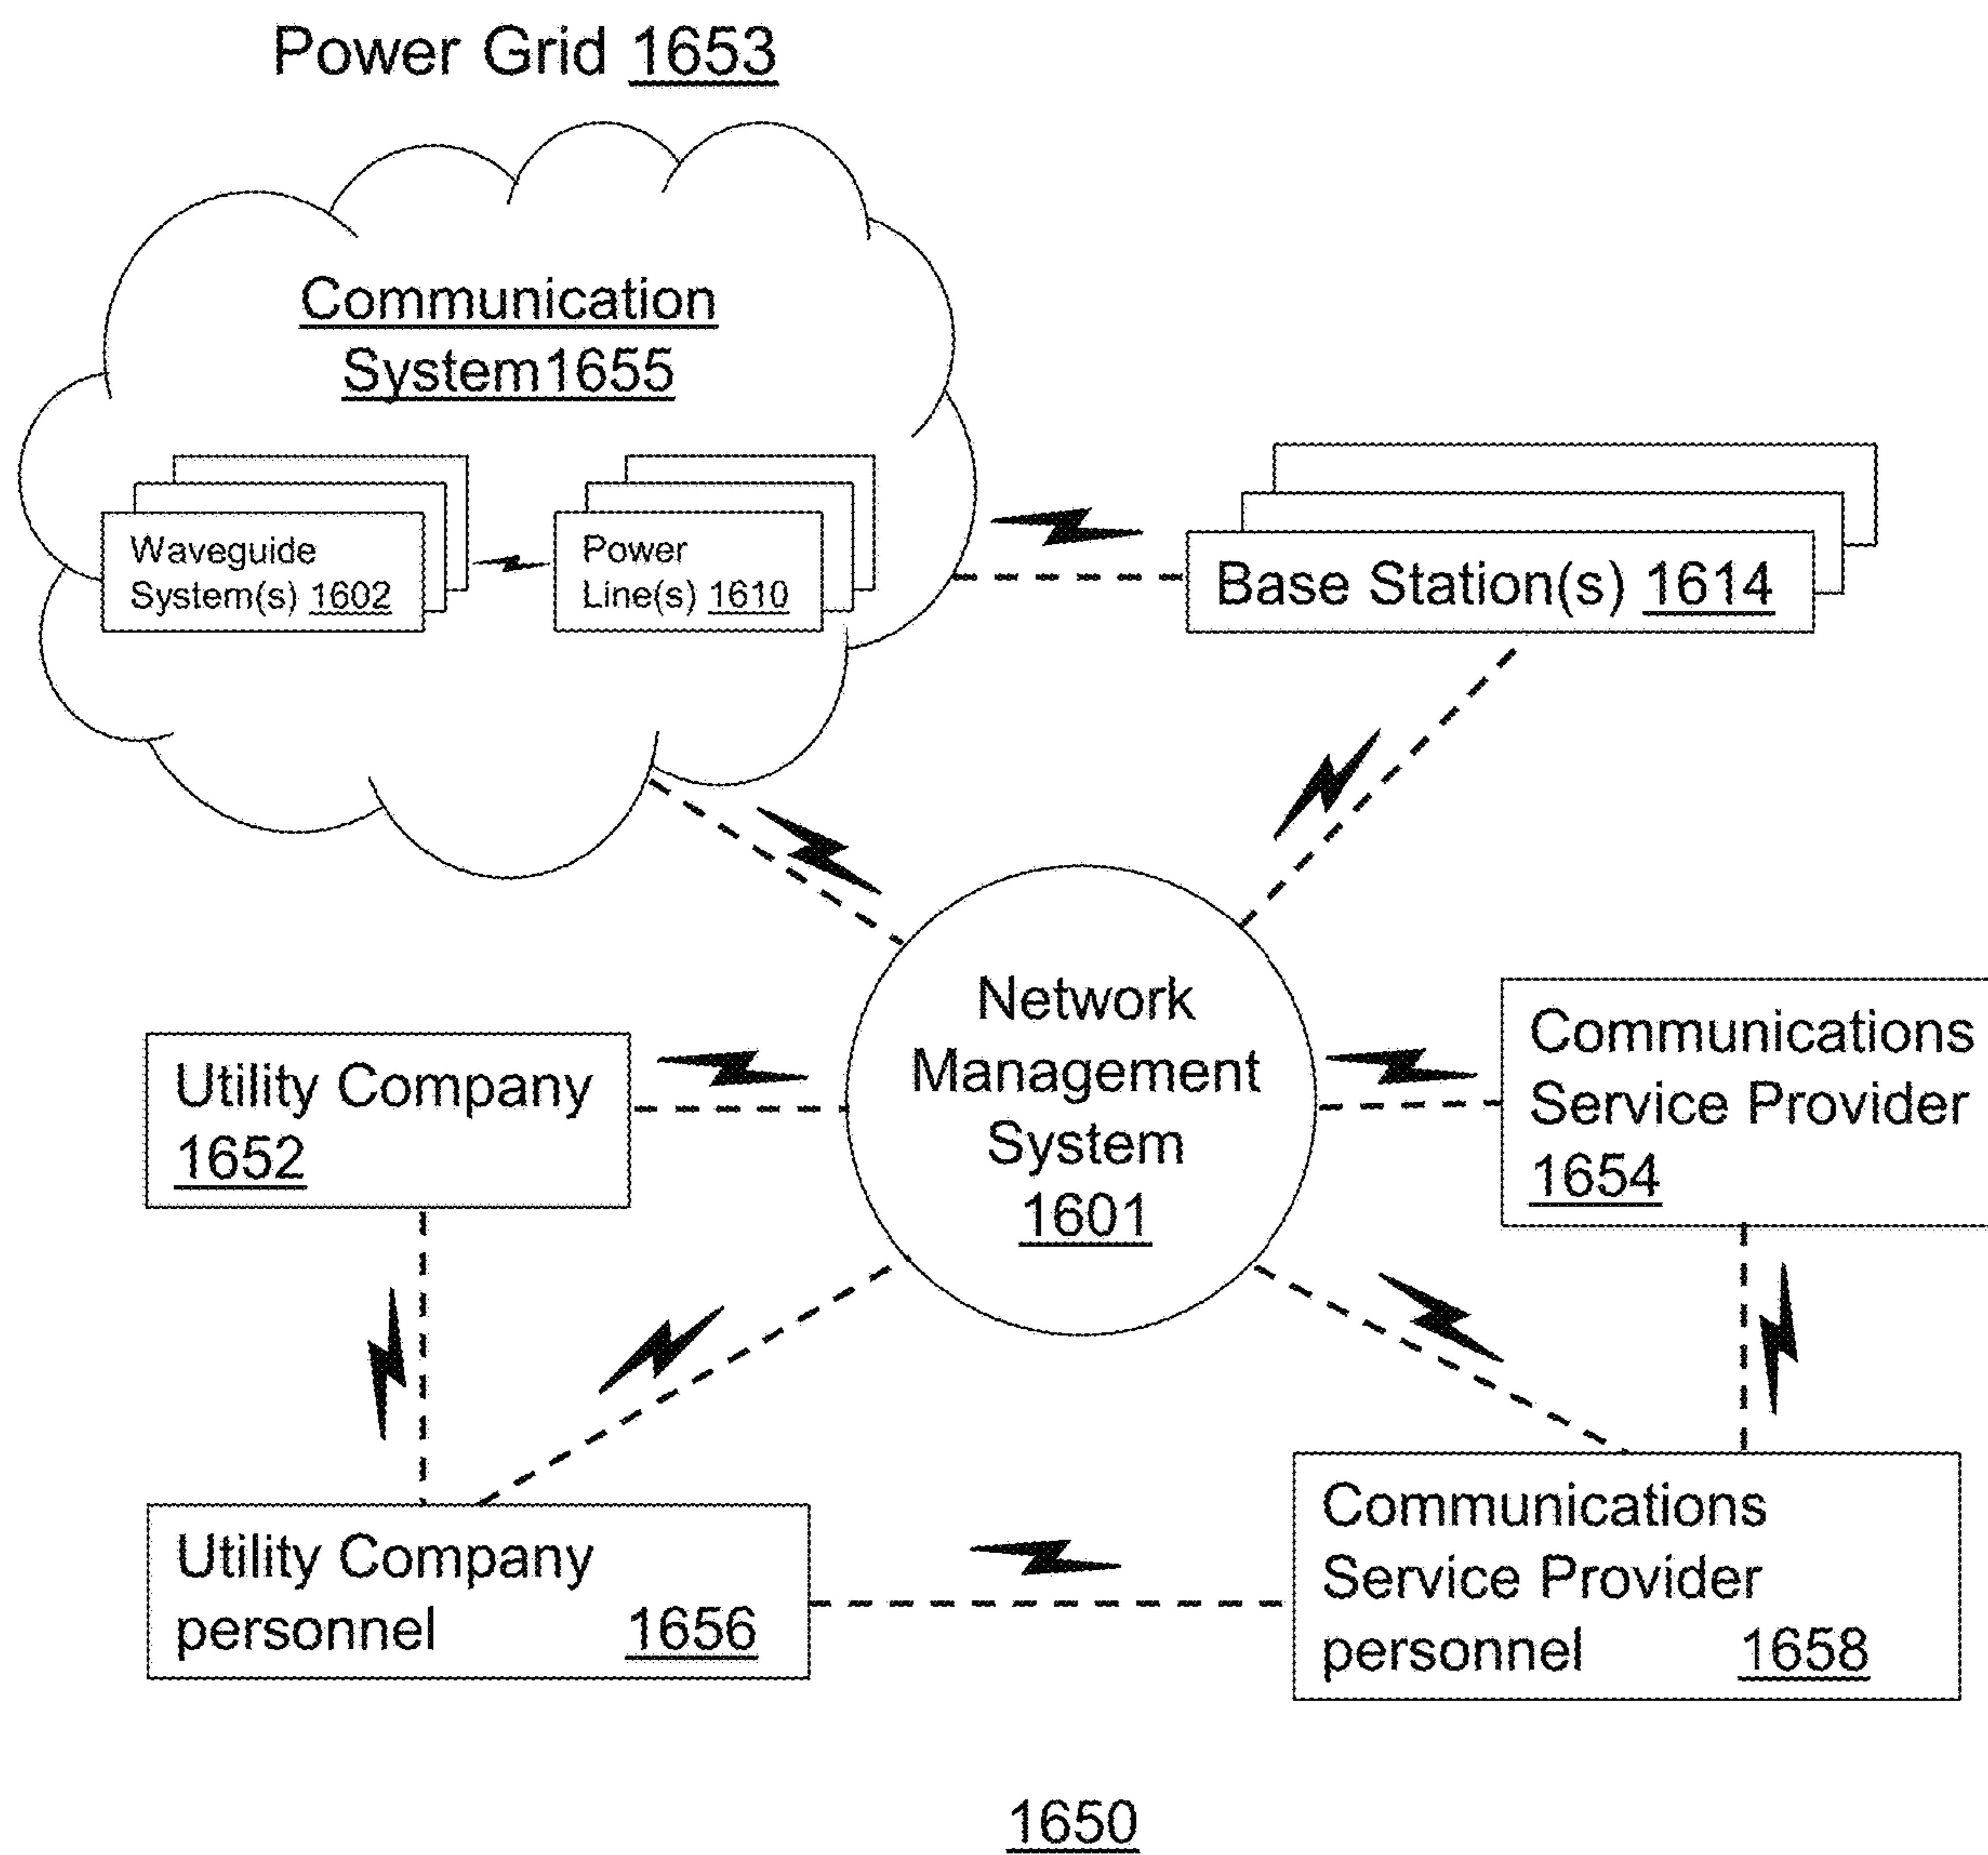 Power Grid 1653
Communication
System1655
Waveguide
System(s) 1602
Power
Line(s) 1610
Base Station(s) 1614
Network
Management
System
1601
Utility Company
1652
Communications
Service Provider
1654
Utility Company
personnel 1656
Communications
Service Provider
personnel 1658
1650